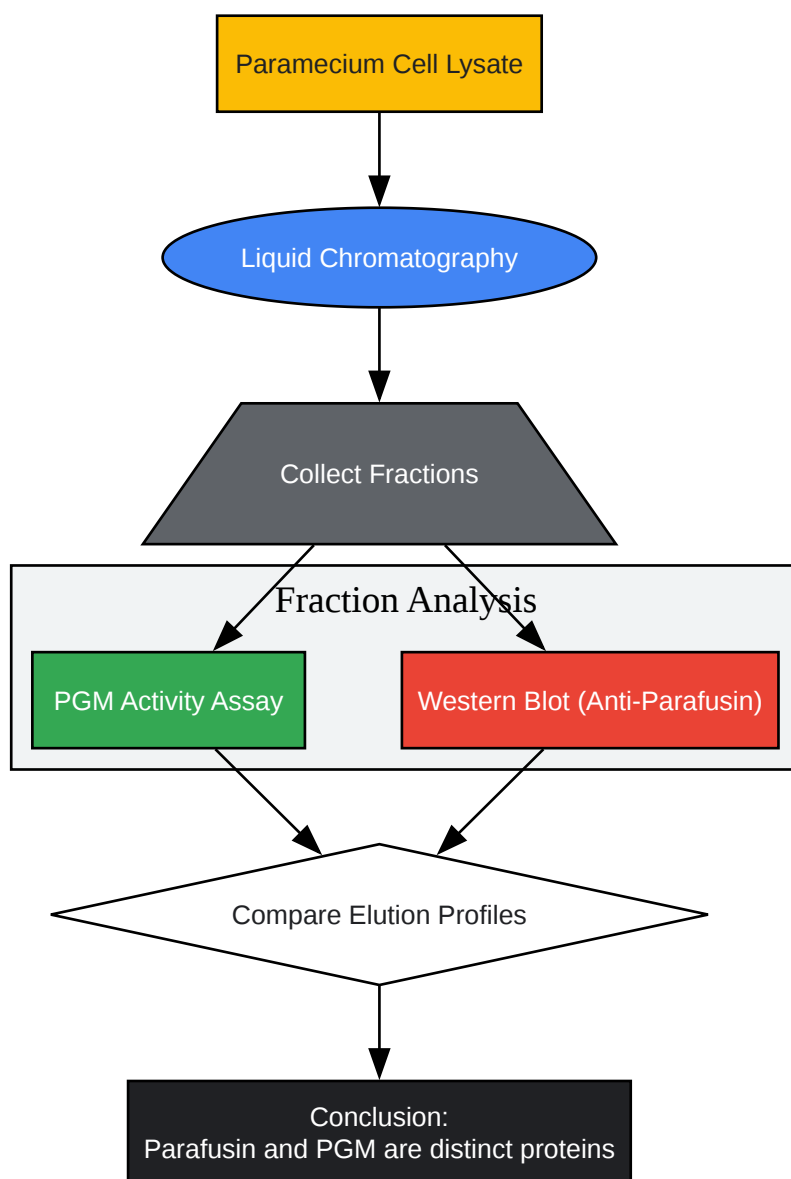 Paramecium Cell Lysate
Liquid Chromatography
Collect Fractions
Fraction Analysis
PGM Activity Assay
Western Blot (Anti-Parafusin)
Compare Elution Profiles
Conclusion:
Parafusin and PGM are distinct proteins